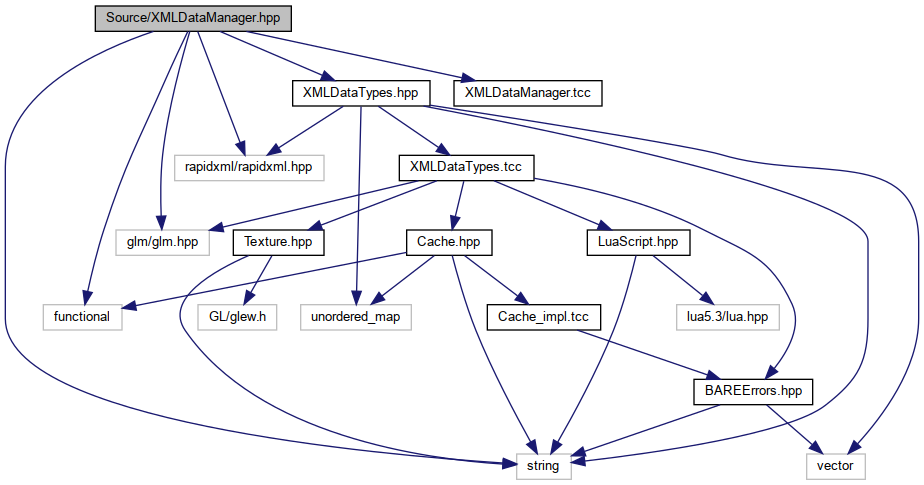 Source/XMLDataManager.hpp
XMLDataTypes.hpp
XMLDataManager.tcc
rapidxml/rapidxml.hpp
XMLDataTypes.tcc
glm/glm.hpp
Texture.hpp
Cache.hpp
LuaScript.hpp
functional
GL/glew.h
unordered_map
Cache_impl.tcc
lua5.3/lua.hpp
BAREErrors.hpp
string
vector